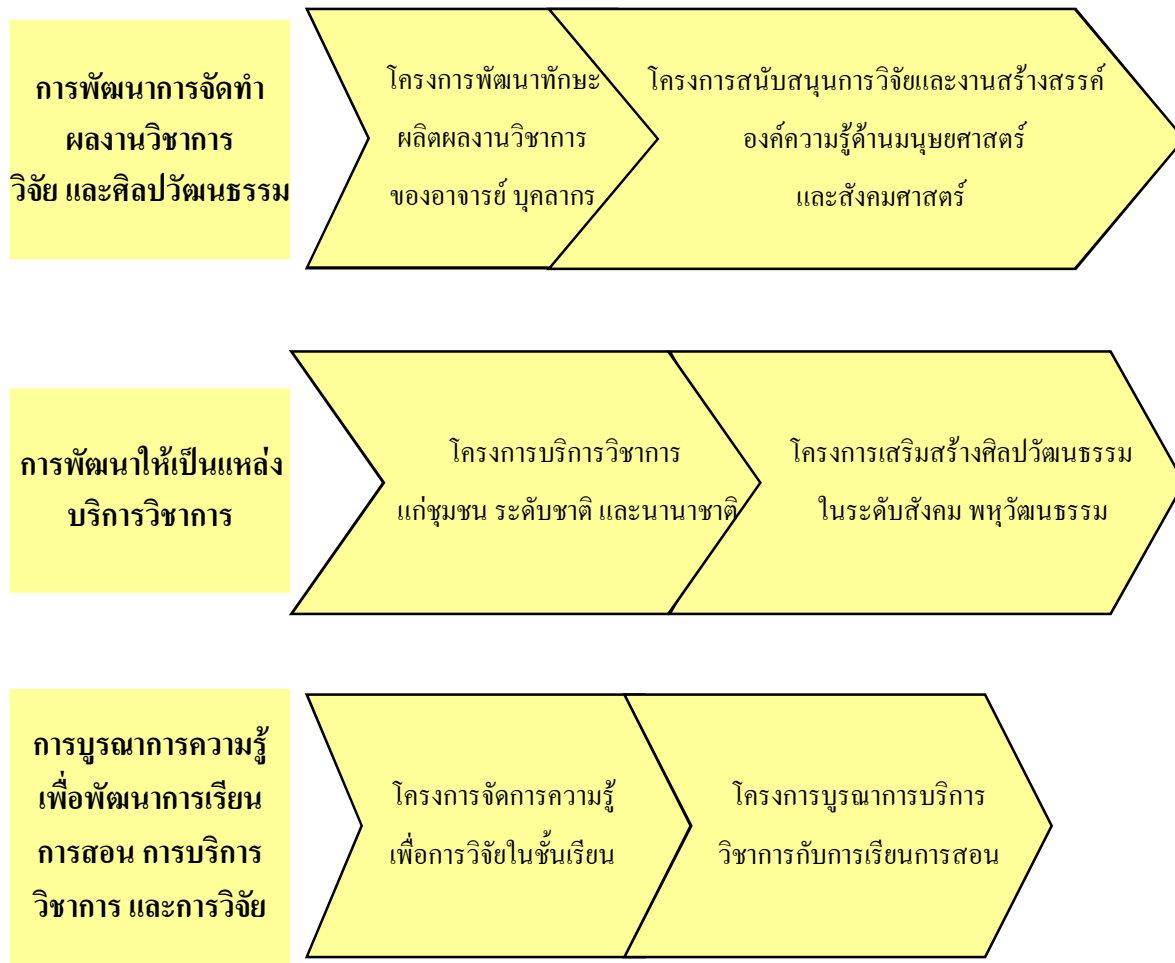 การพัฒนาการจัดทำ
ผลงานวิชาการ
วิจัย และศิลปวัฒนธรรม
โครงการพัฒนาทักษะ
ผลิตผลงานวิชาการ
ของอาจารย์ บุคลากร
โครงการสนับสนุนการวิจัยและงานสร้างสรรค์
องค์ความรู้ด้านมนุษยศาสตร์
และสังคมศาสตร์
การพัฒนาให้เป็นแหล่ง
บริการวิชาการ
โครงการบริการวิชาการ
แก่ชุมชน ระดับชาติ และนานาชาติ
โครงการเสริมสร้างศิลปวัฒนธรรม
ในระดับสังคม พหุวัฒนธรรม
การบูรณาการความรู้
เพื่อพัฒนาการเรียน
การสอน การบริการ
วิชาการ และการวิจัย
โครงการจัดการความรู้
เพื่อการวิจัยในชั้นเรียน
โครงการบูรณาการบริการ
วิชาการกับการเรียนการสอน